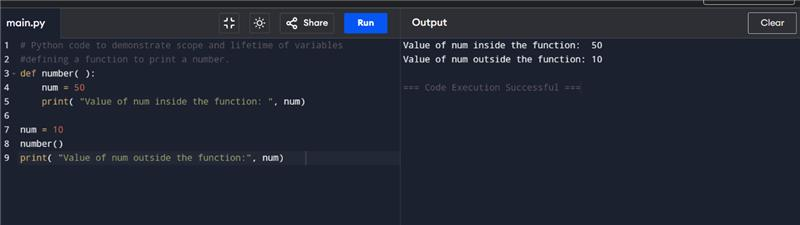 main.py
Share
Run
Output
Clear
1 # Python code to demonstrate scope and lifetime of variables
2 #defining a function to print a number.
3 def number( ):
4     num = 50
5     print( "Value of num inside the function: ", num)
6
7 num = 10
8 number()
9 print( "Value of num outside the function:", num)
Value of num inside the function:  50
Value of num outside the function: 10
=== Code Execution Successful ===